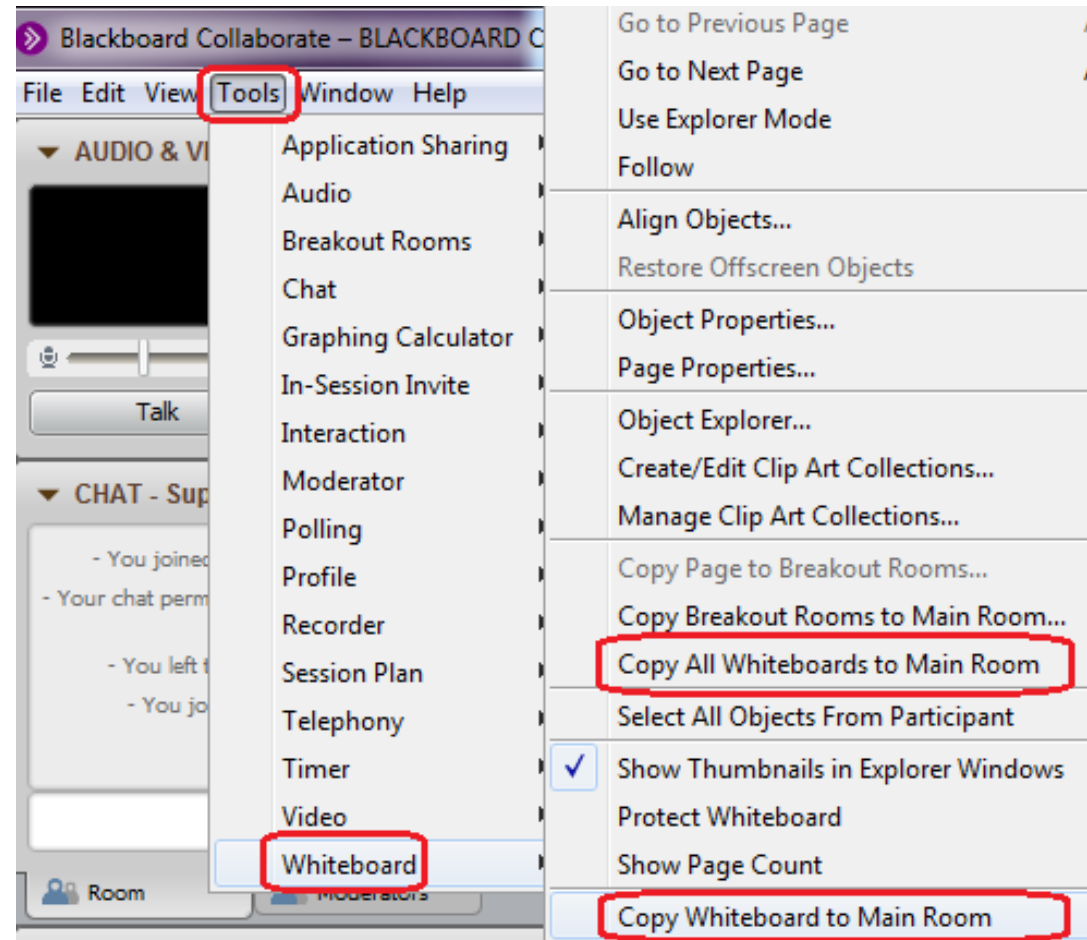 Blackboard Collaborate – BLACKBOARD C
File Edit View Tools Window Help
AUDIO & VI
Talk
CHAT - Sup
- You joined
- Your chat perm
- You left t
- You jo
Room
Moderators
Application Sharing
Audio
Breakout Rooms
Chat
Graphing Calculator
In-Session Invite
Interaction
Moderator
Polling
Profile
Recorder
Session Plan
Telephony
Timer
Video
Whiteboard
Go to Previous Page
Go to Next Page
Use Explorer Mode
Follow
Align Objects...
Restore Offscreen Objects
Object Properties...
Page Properties...
Object Explorer...
Create/Edit Clip Art Collections...
Manage Clip Art Collections...
Copy Page to Breakout Rooms...
Copy Breakout Rooms to Main Room...
Copy All Whiteboards to Main Room
Select All Objects From Participant
Show Thumbnails in Explorer Windows
Protect Whiteboard
Show Page Count
Copy Whiteboard to Main Room